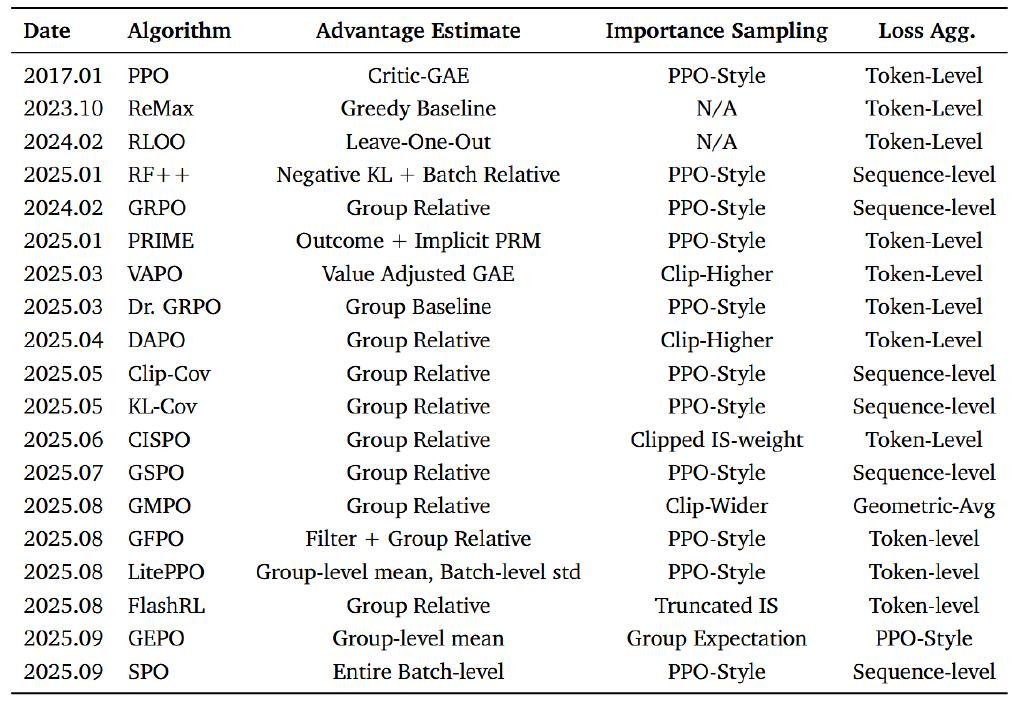 Date Algorithm Advantage Estimate Importance Sampling Loss Agg.
2017.01 PPO Critic-GAE PPO-Style Token-Level
2023.10 ReMax Greedy Baseline N/A Token-Level
2024.02 RLOO Leave-One-Out N/A Token-Level
2025.01 RF++ Negative KL + Batch Relative PPO-Style Sequence-level
2024.02 GRPO Group Relative PPO-Style Sequence-level
2025.01 PRIME Outcome + Implicit PRM PPO-Style Token-Level
2025.03 VAPO Value Adjusted GAE Clip-Higher Token-Level
2025.03 Dr. GRPO Group Baseline PPO-Style Token-Level
2025.04 DAPO Group Relative Clip-Higher Token-Level
2025.05 Clip-Cov Group Relative PPO-Style Sequence-level
2025.05 KL-Cov Group Relative PPO-Style Sequence-level
2025.06 CISPO Group Relative Clipped IS-weight Token-Level
2025.07 GSPO Group Relative PPO-Style Sequence-level
2025.08 GMPO Group Relative Clip-Wider Geometric-Avg
2025.08 GFPO Filter + Group Relative PPO-Style Token-level
2025.08 LitePPO Group-level mean, Batch-level std PPO-Style Token-level
2025.08 FlashRL Group Relative Truncated IS Token-level
2025.09 GEPO Group-level mean Group Expectation PPO-Style
2025.09 SPO Entire Batch-level PPO-Style Sequence-level